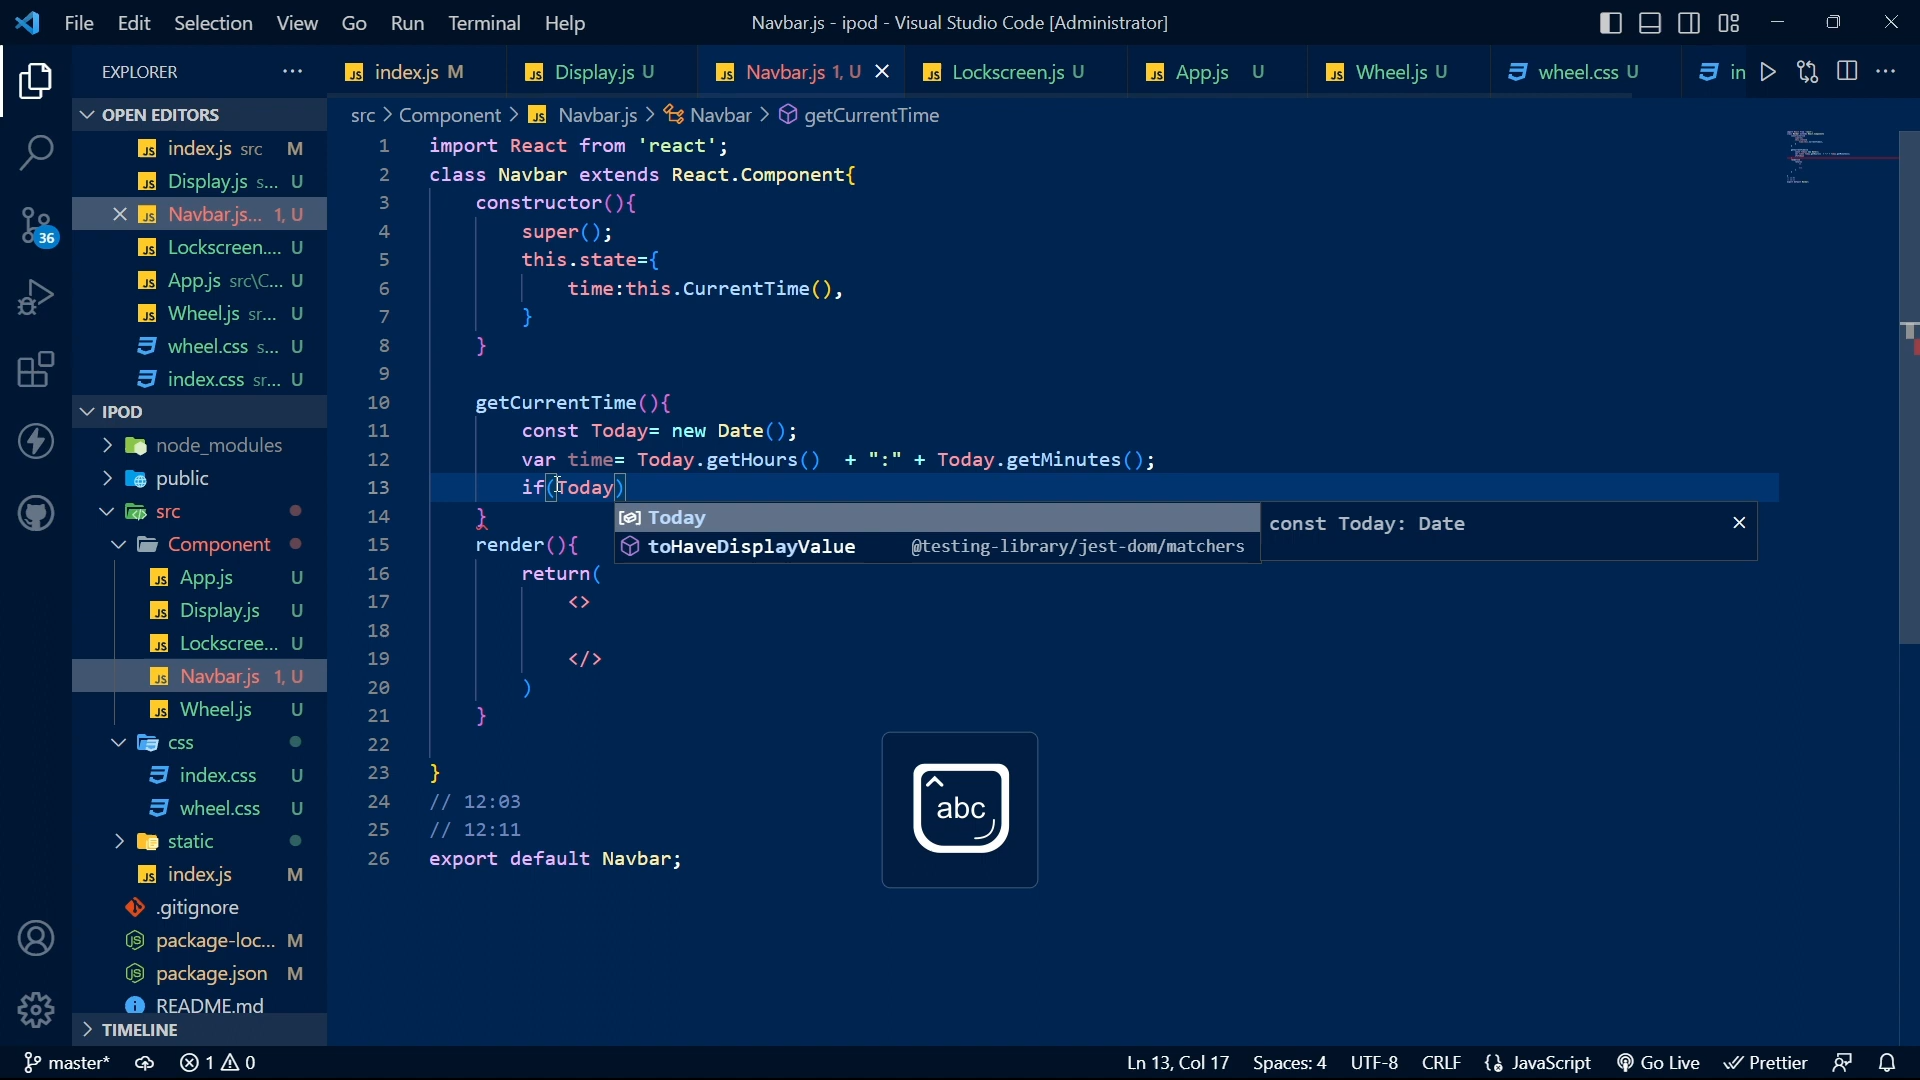 File Edit Selection View Go Run Terminal Help
Navbar.js - ipod - Visual Studio Code [Administrator]
EXPLORER
index.js M
Display.js U
Navbar.js 1, U
Lockscreen.js U
App.js U
Wheel.js U
wheel.css U
in
OPEN EDITORS
index.js src M
Display.js s... U
Navbar.js... 1, U
Lockscreen.... U
App.js src\C... U
Wheel.js sr... U
wheel.css s... U
index.css sr... U
IPOD
node_modules
public
src
Component
App.js U
Display.js U
Lockscree... U
Navbar.js 1, U
Wheel.js U
css
index.css U
wheel.css U
static
index.js M
.gitignore
package-loc... M
package.json M
README.md
TIMELINE
36
src > Component > Navbar.js > Navbar > getCurrentTime
1 import React from 'react';
2 class Navbar extends React.Component{
3 constructor(){
4 super();
5 this.state={
6 time:this.CurrentTime(),
7 }
8 }
9
10 getCurrentTime(){
11 const Today= new Date();
12 var time= Today.getHours() + ":" + Today.getMinutes();
13 if(Today)
14 }
15 render(){
16 return(
17 <>
18
19 </>
20 )
21 }
22
23 }
24 // 12:03
25 // 12:11
26 export default Navbar;
Today
toHaveDisplayValue @testing-library/jest-dom/matchers
const Today: Date
abc
master* 1 0
Ln 13, Col 17 Spaces: 4 UTF-8 CRLF {} JavaScript Go Live Prettier